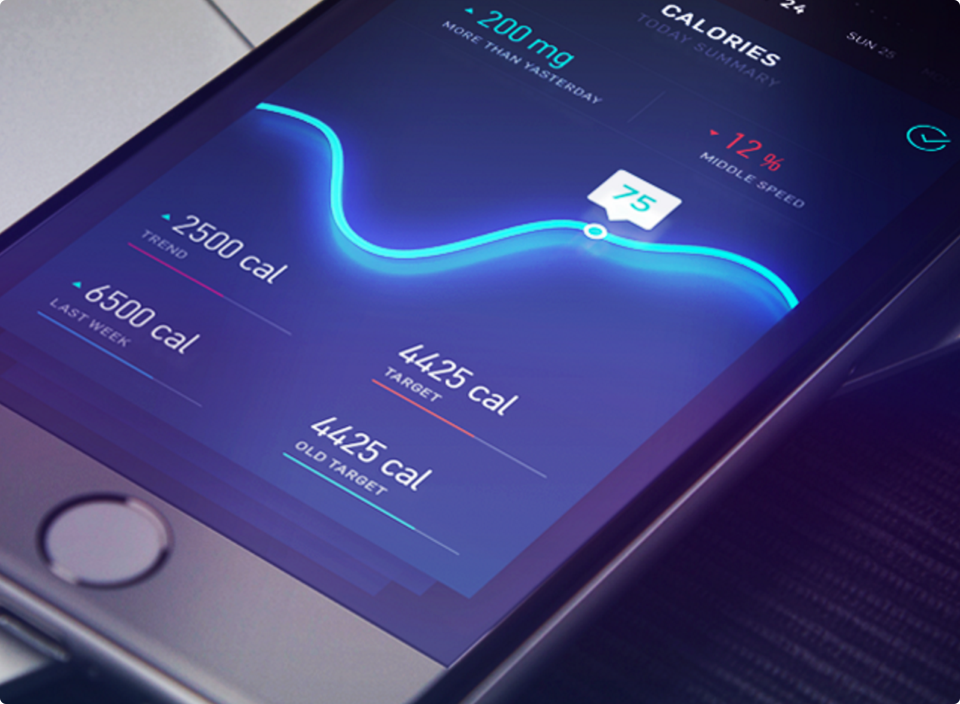 24
SUN 25
CALORIES
TODAY SUMMARY
200 mg
MORE THAN YASTERDAY
12 %
MIDDLE SPEED
75
2500 cal
TREND
6500 cal
LAST WEEK
4425 cal
TARGET
4425 cal
OLD TARGET